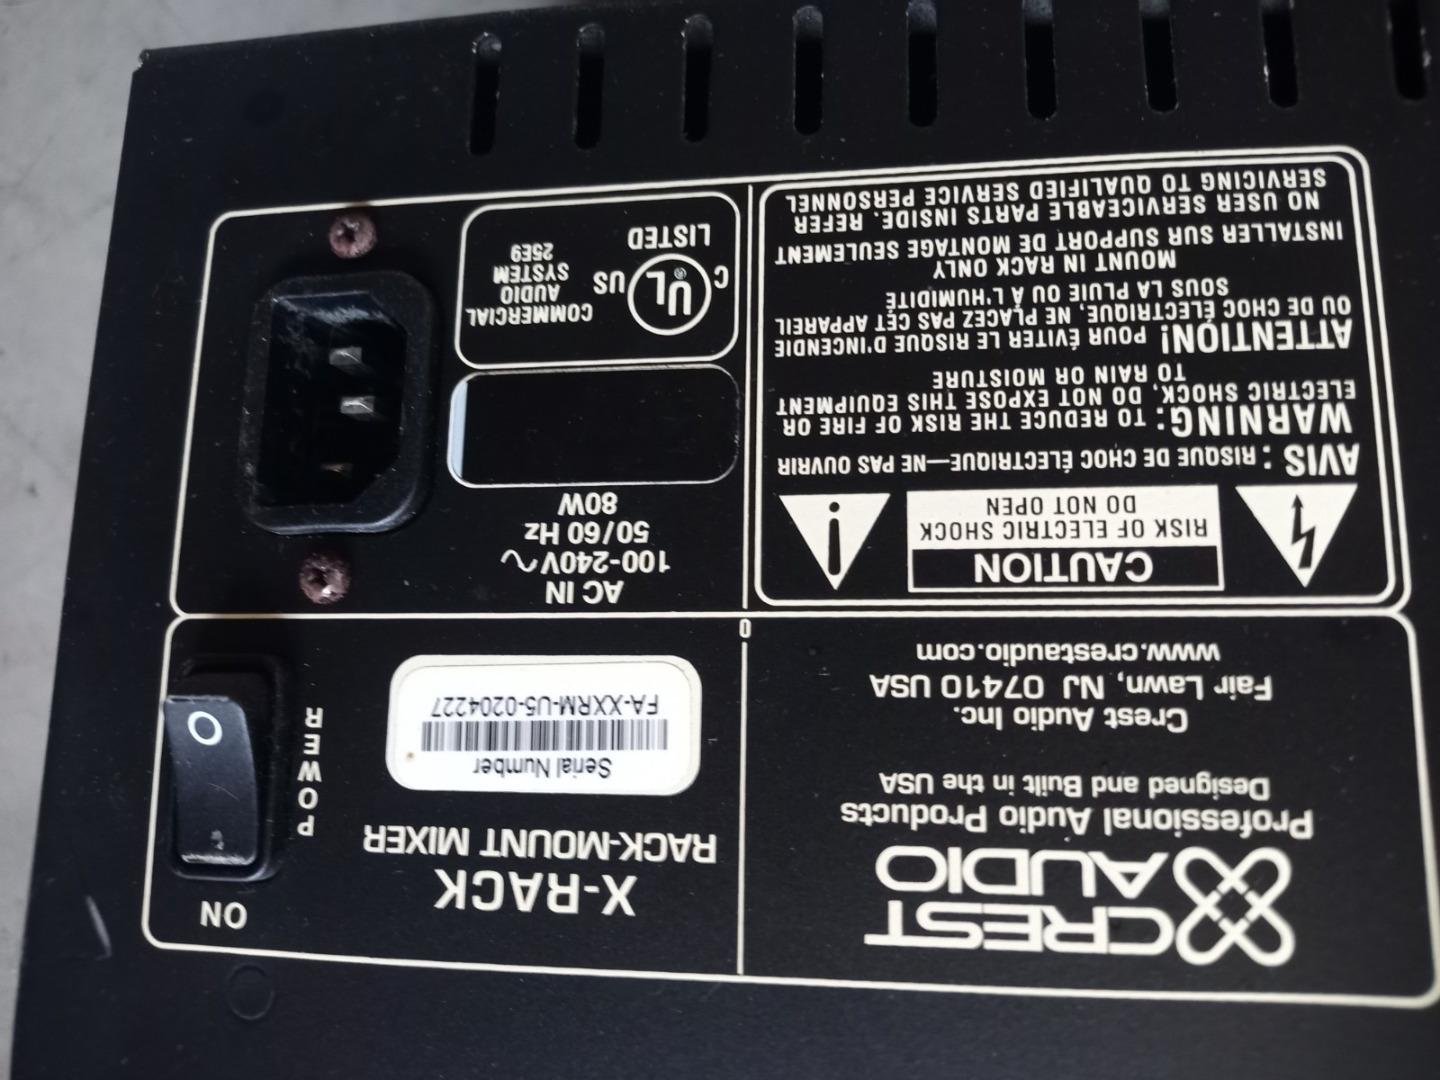 CREST
AUDIO
Professional Audio Products
Designed and Built in the USA
Crest Audio Inc.
Fair Lawn, NJ 07410 USA
www.crestaudio.com
X-RACK
RACK-MOUNT MIXER
Serial Number
FA-XXRM-U5-0204227
ON
POWER
O
0
CAUTION
RISK OF ELECTRIC SHOCK
DO NOT OPEN
AVIS : RISQUE DE CHOC ÉLECTRIQUE—NE PAS OUVRIR
WARNING: TO REDUCE THE RISK OF FIRE OR
ELECTRIC SHOCK, DO NOT EXPOSE THIS EQUIPMENT
TO RAIN OR MOISTURE
ATTENTION! POUR ÉVITER LE RISQUE D'INCENDIE
OU DE CHOC ÉLECTRIQUE, NE PLACEZ PAS CET APPAREIL
SOUS LA PLUIE OU À L'HUMIDITÉ
MOUNT IN RACK ONLY
INSTALLER SUR SUPPORT DE MONTAGE SEULEMENT
NO USER SERVICEABLE PARTS INSIDE. REFER
SERVICING TO QUALIFIED SERVICE PERSONNEL
AC IN
100-240V~
50/60 Hz
80W
C UL® US
LISTED
COMMERCIAL
AUDIO
SYSTEM
25E9